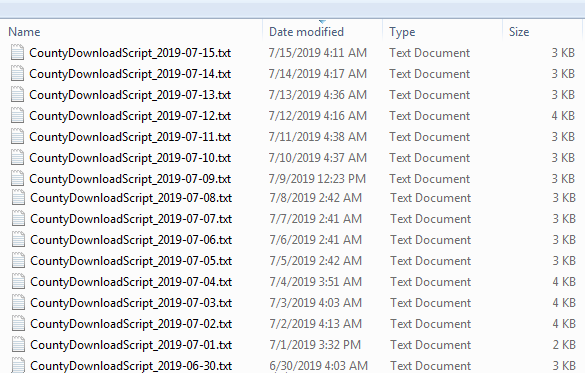 Name Date modified Type Size
CountyDownloadScript_2019-07-15.txt 7/15/2019 4:11 AM Text Document 3 KB
CountyDownloadScript_2019-07-14.txt 7/14/2019 4:17 AM Text Document 3 KB
CountyDownloadScript_2019-07-13.txt 7/13/2019 4:36 AM Text Document 3 KB
CountyDownloadScript_2019-07-12.txt 7/12/2019 4:16 AM Text Document 4 KB
CountyDownloadScript_2019-07-11.txt 7/11/2019 4:38 AM Text Document 3 KB
CountyDownloadScript_2019-07-10.txt 7/10/2019 4:37 AM Text Document 3 KB
CountyDownloadScript_2019-07-09.txt 7/9/2019 12:23 PM Text Document 3 KB
CountyDownloadScript_2019-07-08.txt 7/8/2019 2:42 AM Text Document 3 KB
CountyDownloadScript_2019-07-07.txt 7/7/2019 2:41 AM Text Document 3 KB
CountyDownloadScript_2019-07-06.txt 7/6/2019 2:41 AM Text Document 3 KB
CountyDownloadScript_2019-07-05.txt 7/5/2019 2:42 AM Text Document 3 KB
CountyDownloadScript_2019-07-04.txt 7/4/2019 3:51 AM Text Document 4 KB
CountyDownloadScript_2019-07-03.txt 7/3/2019 4:03 AM Text Document 4 KB
CountyDownloadScript_2019-07-02.txt 7/2/2019 4:13 AM Text Document 4 KB
CountyDownloadScript_2019-07-01.txt 7/1/2019 3:32 PM Text Document 2 KB
CountyDownloadScript_2019-06-30.txt 6/30/2019 4:03 AM Text Document 3 KB